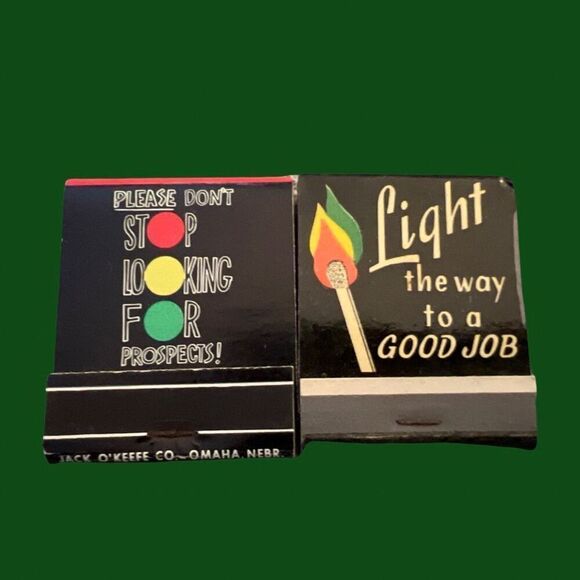 PLEASE DON'T
STOP
LOOKING
FOR
PROSPECTS!
JACK O'KEEFE CO. OMAHA, NEBR.
Light
the way
to a
GOOD JOB